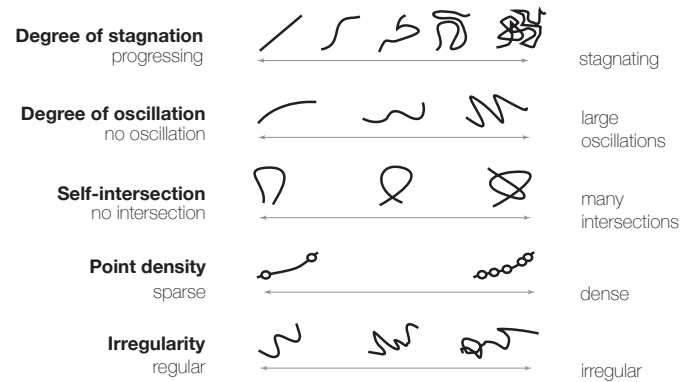 Degree of stagnation
progressing
stagnating
Degree of oscillation
no oscillation
large
oscillations
Self-intersection
no intersection
many
intersections
Point density
sparse
dense
Irregularity
regular
irregular